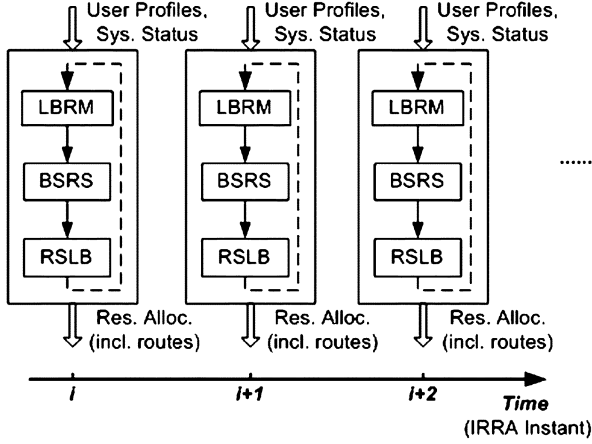 User Profiles,
Sys. Status
User Profiles,
Sys. Status
User Profiles,
Sys. Status
LBRM
LBRM
LBRM
BSRS
BSRS
BSRS
......
RSLB
RSLB
RSLB
Res. Alloc.
(incl. routes)
Res. Alloc.
(incl. routes)
Res. Alloc.
(incl. routes)
i
i+1
i+2
Time
(IRRA Instant)